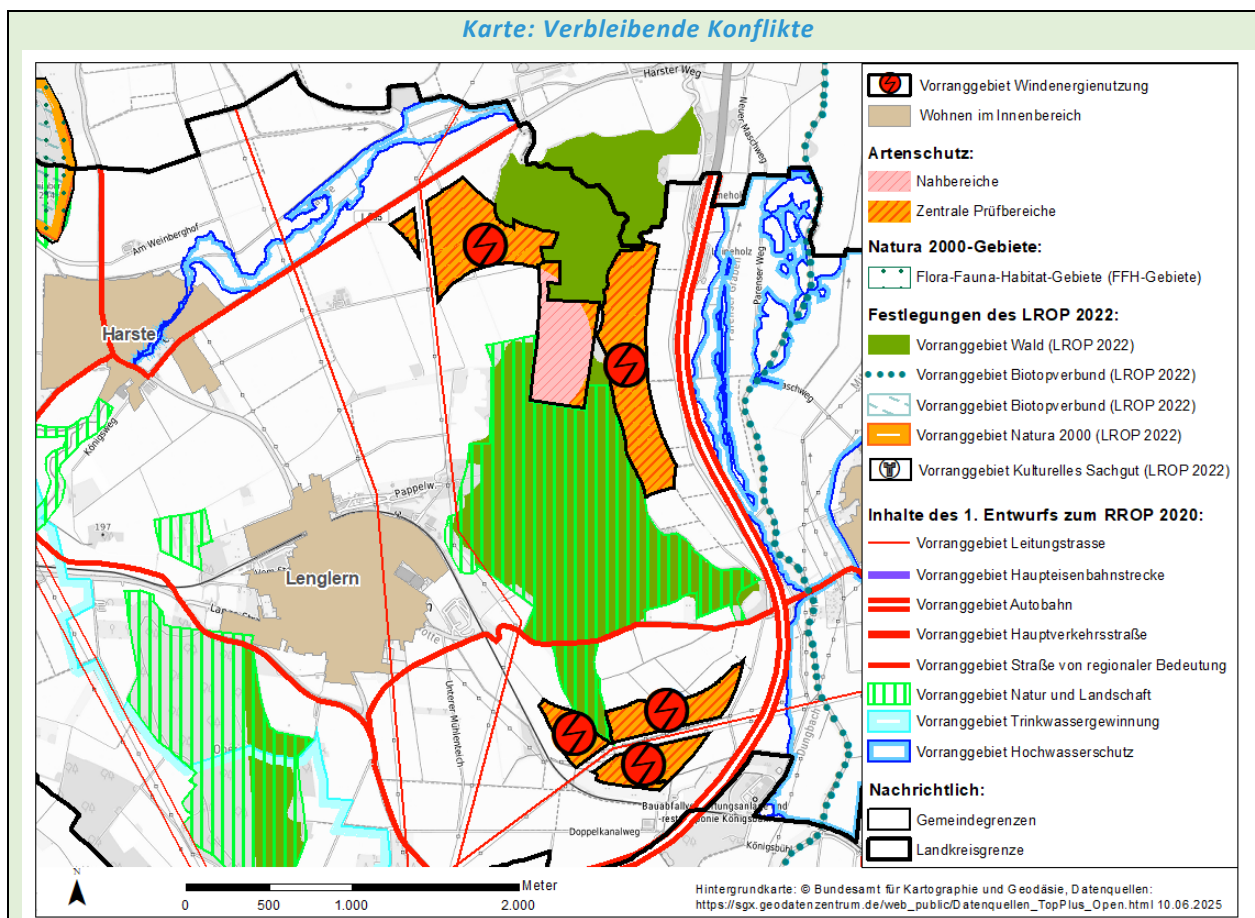 Karte: Verbleibende Konflikte
Harster Weg
Neuer Maschweg
Am Weinberghof
Parenser Weg
Harste
Königsweg
Pappelw.
197
Lenglern
Unterer Mühlenteich
Dungbach
Doppelkanalweg
Königsbühl
N
Meter
0 500 1.000 2.000
Vorranggebiet Windenergienutzung
Wohnen im Innenbereich
Artenschutz:
Nahbereiche
Zentrale Prüfbereiche
Natura 2000-Gebiete:
Flora-Fauna-Habitat-Gebiete (FFH-Gebiete)
Festlegungen des LROP 2022:
Vorranggebiet Wald (LROP 2022)
Vorranggebiet Biotopverbund (LROP 2022)
Vorranggebiet Biotopverbund (LROP 2022)
Vorranggebiet Natura 2000 (LROP 2022)
Vorranggebiet Kulturelles Sachgut (LROP 2022)
Inhalte des 1. Entwurfs zum RROP 2020:
Vorranggebiet Leitungstrasse
Vorranggebiet Haupteisenbahnstrecke
Vorranggebiet Autobahn
Vorranggebiet Hauptverkehrsstraße
Vorranggebiet Straße von regionaler Bedeutung
Vorranggebiet Natur und Landschaft
Vorranggebiet Trinkwassergewinnung
Vorranggebiet Hochwasserschutz
Nachrichtlich:
Gemeindegrenzen
Landkreisgrenze
Hintergrundkarte: © Bundesamt für Kartographie und Geodäsie, Datenquellen:
https://sgx.geodatenzentrum.de/web_public/Datenquellen_TopPlus_Open.html 10.06.2025